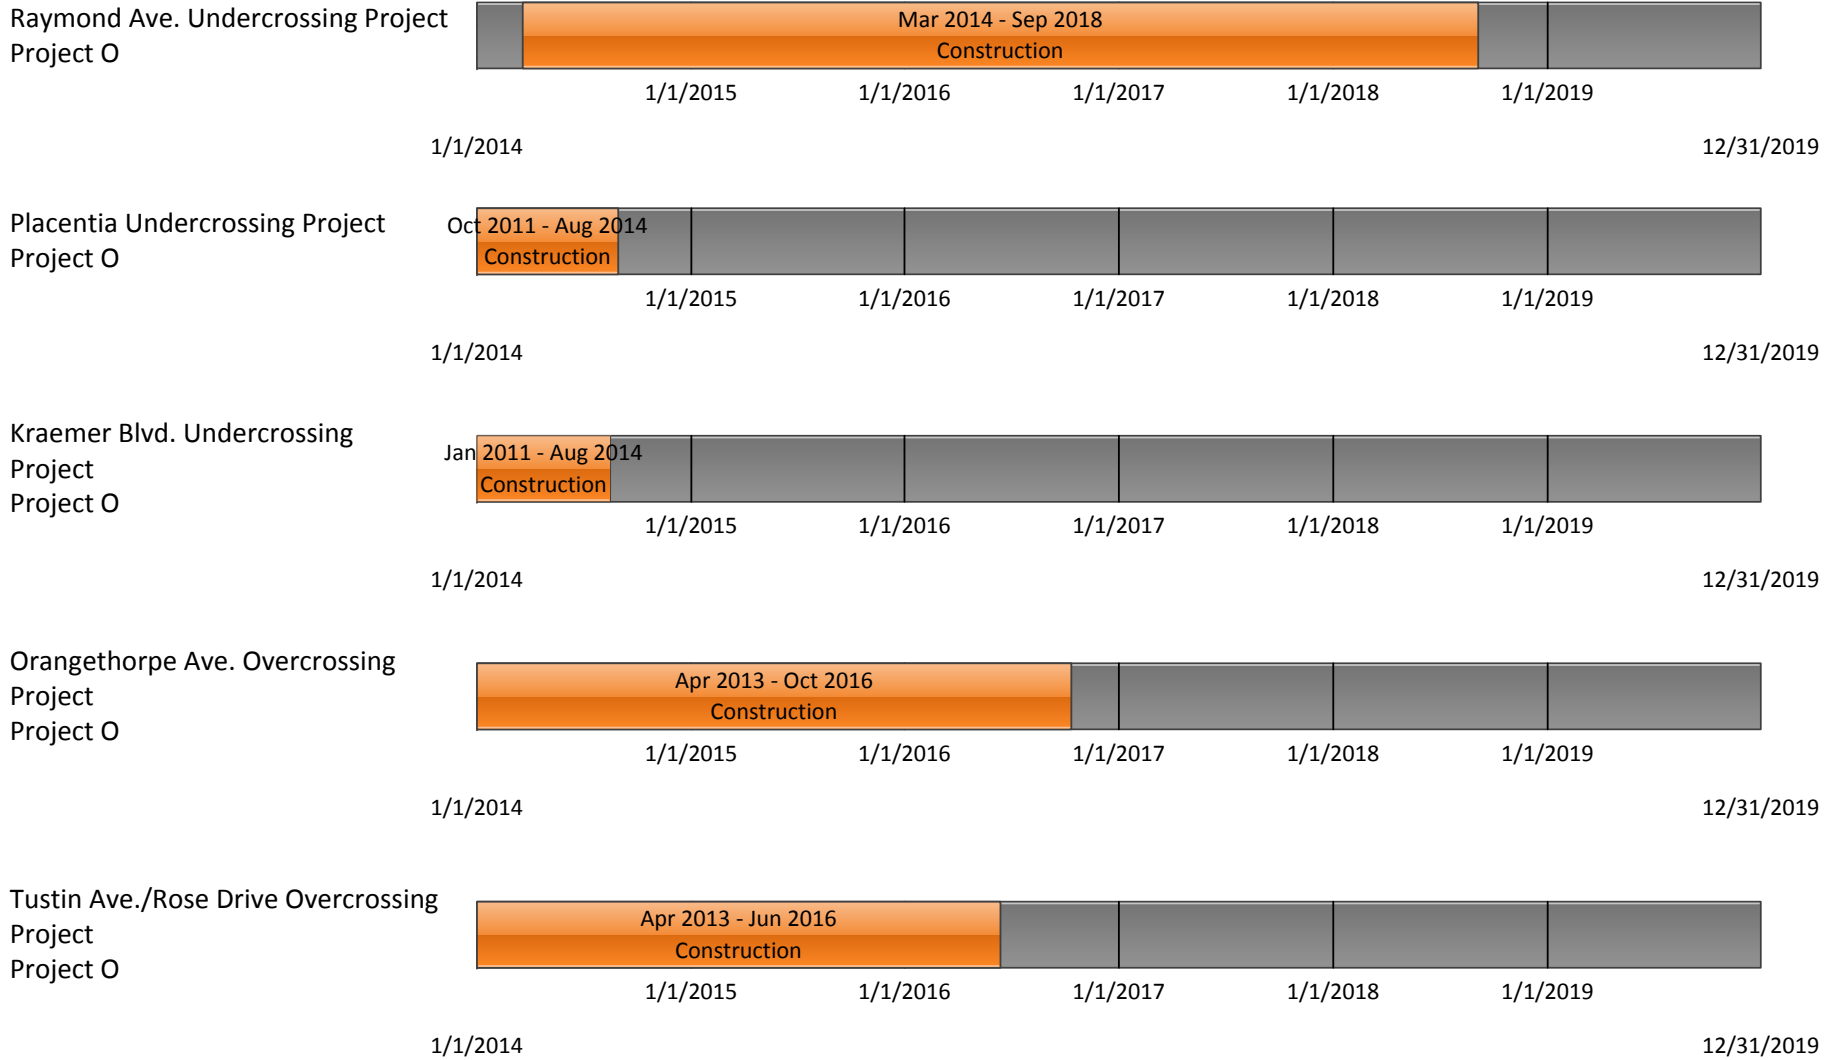 Raymond Ave. Undercrossing Project
Project O
Mar 2014 - Sep 2018
Construction
1/1/2015 1/1/2016 1/1/2017 1/1/2018 1/1/2019
1/1/2014 12/31/2019
Placentia Undercrossing Project
Project O
Oct 2011 - Aug 2014
Construction
1/1/2015 1/1/2016 1/1/2017 1/1/2018 1/1/2019
1/1/2014 12/31/2019
Kraemer Blvd. Undercrossing
Project
Project O
Jan 2011 - Aug 2014
Construction
1/1/2015 1/1/2016 1/1/2017 1/1/2018 1/1/2019
1/1/2014 12/31/2019
Orangethorpe Ave. Overcrossing
Project
Project O
Apr 2013 - Oct 2016
Construction
1/1/2015 1/1/2016 1/1/2017 1/1/2018 1/1/2019
1/1/2014 12/31/2019
Tustin Ave./Rose Drive Overcrossing
Project
Project O
Apr 2013 - Jun 2016
Construction
1/1/2015 1/1/2016 1/1/2017 1/1/2018 1/1/2019
1/1/2014 12/31/2019